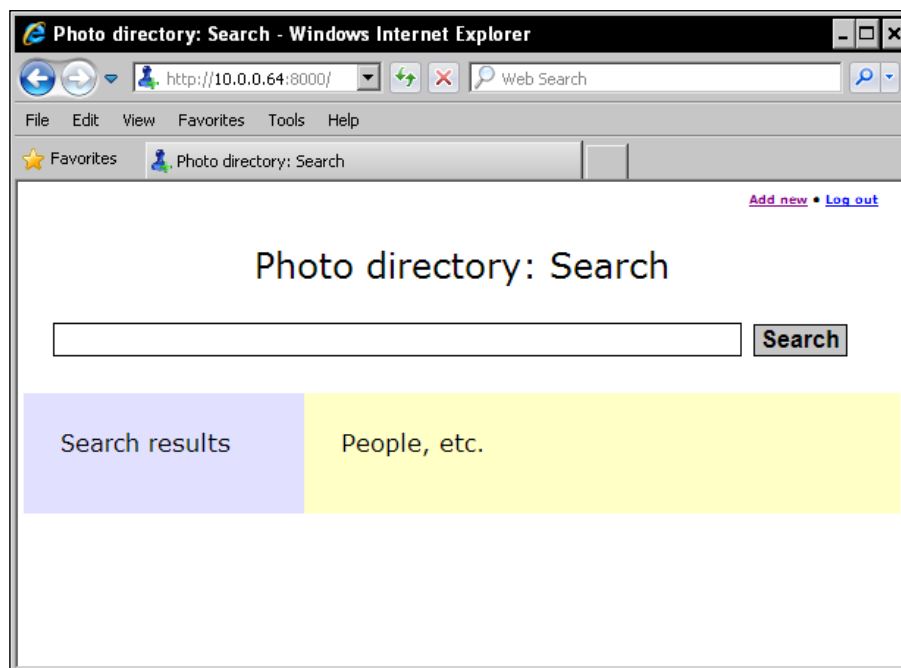 Photo directory: Search - Windows Internet Explorer
http://10.0.0.64:8000/ Web Search
File Edit View Favorites Tools Help
Favorites Photo directory: Search
Add new • Log out
Photo directory: Search
Search
Search results People, etc.